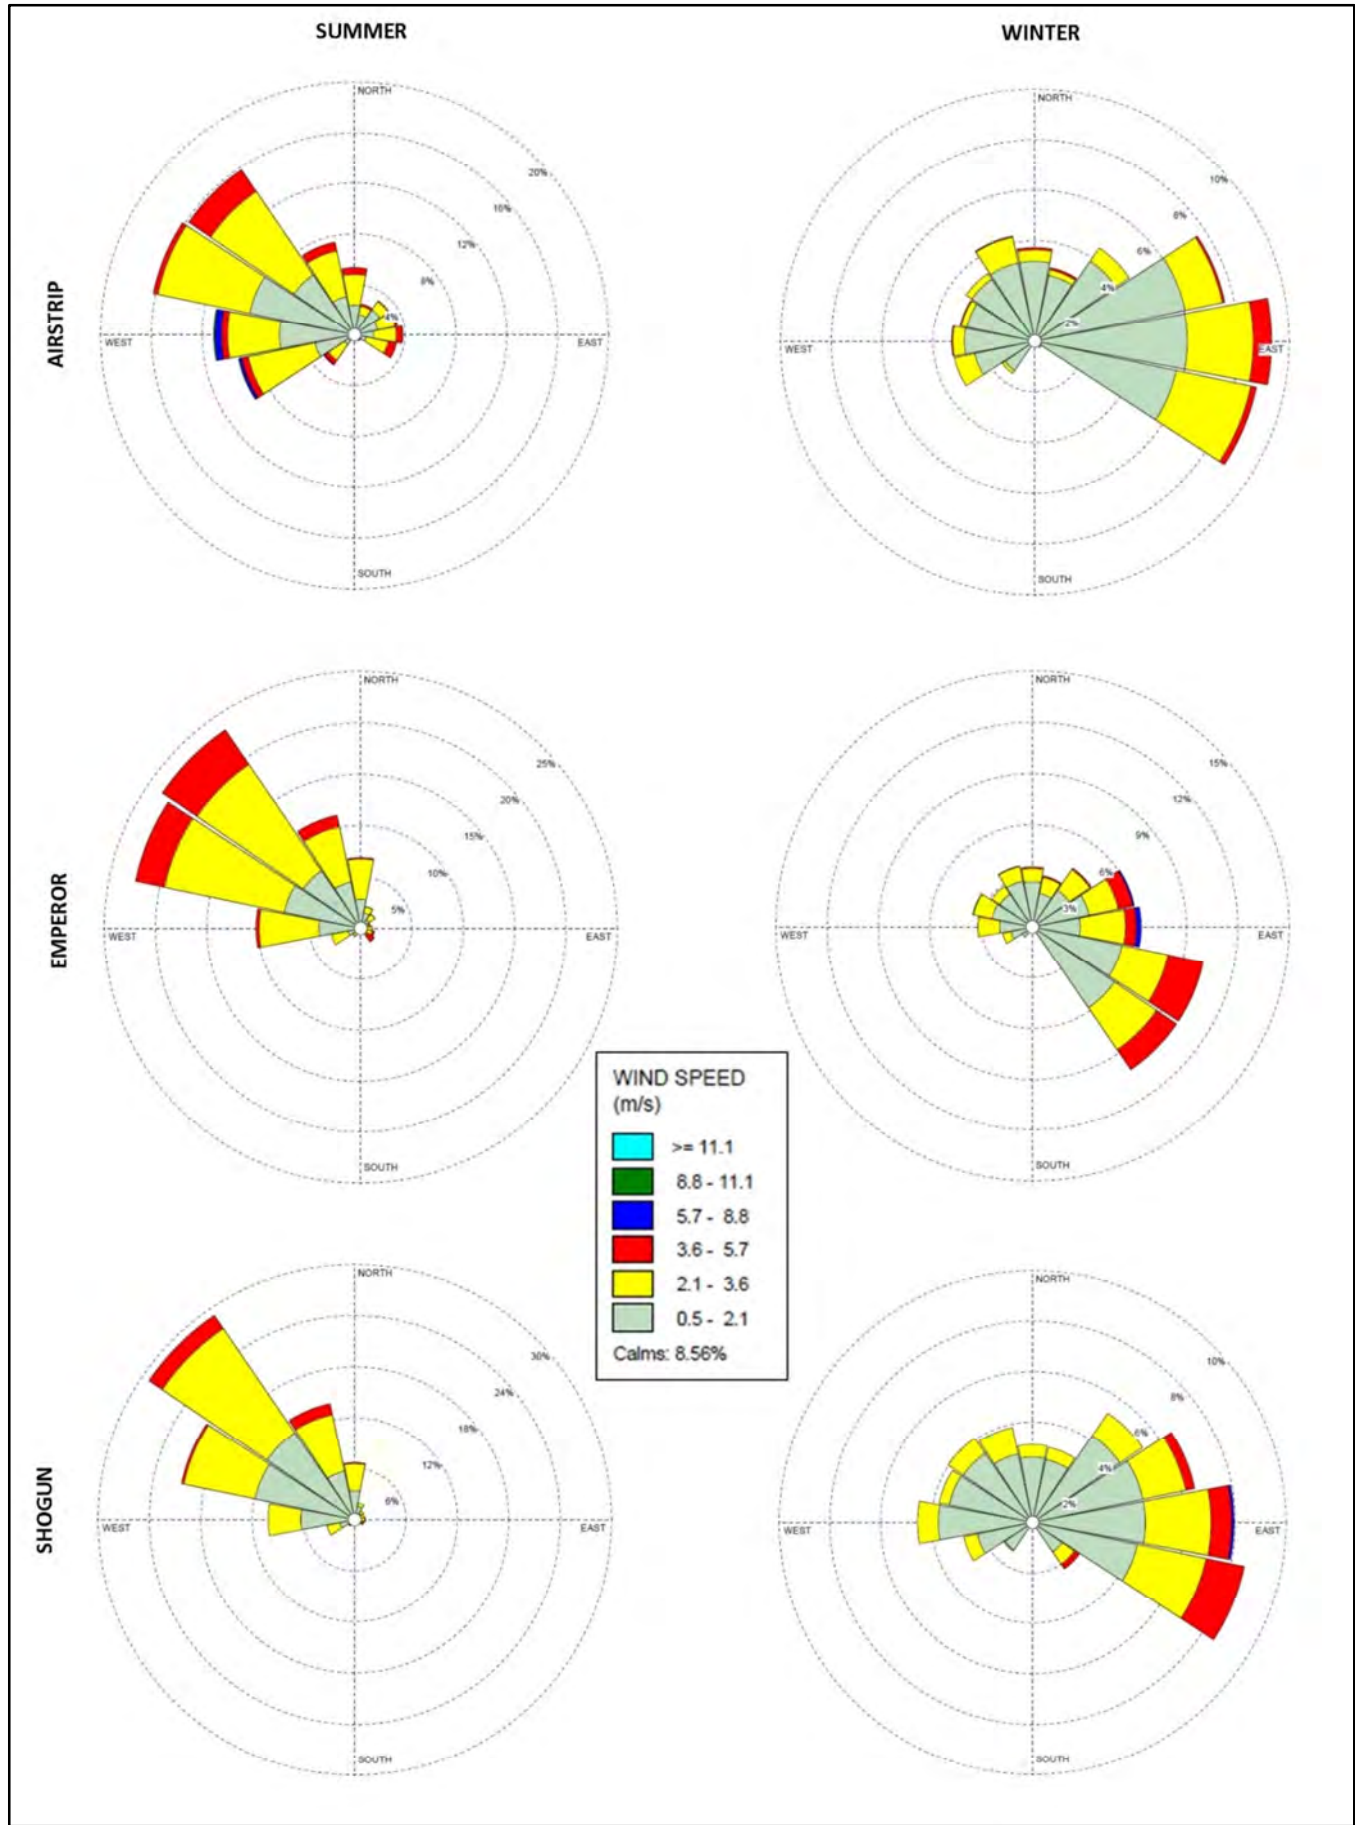 SUMMER
WINTER
AIRSTRIP
NORTH
20%
16%
12%
8%
4%
WEST
EAST
SOUTH
NORTH
10%
8%
6%
4%
2%
WEST
EAST
SOUTH
EMPEROR
NORTH
25%
20%
15%
10%
5%
WEST
EAST
SOUTH
NORTH
15%
12%
9%
6%
3%
WEST
EAST
SOUTH
WIND SPEED
(m/s)
>= 11.1
8.8 - 11.1
5.7 - 8.8
3.6 - 5.7
2.1 - 3.6
0.5 - 2.1
Calms: 8.56%
SHOGUN
NORTH
30%
24%
18%
12%
6%
WEST
EAST
SOUTH
NORTH
10%
8%
6%
4%
2%
WEST
EAST
SOUTH